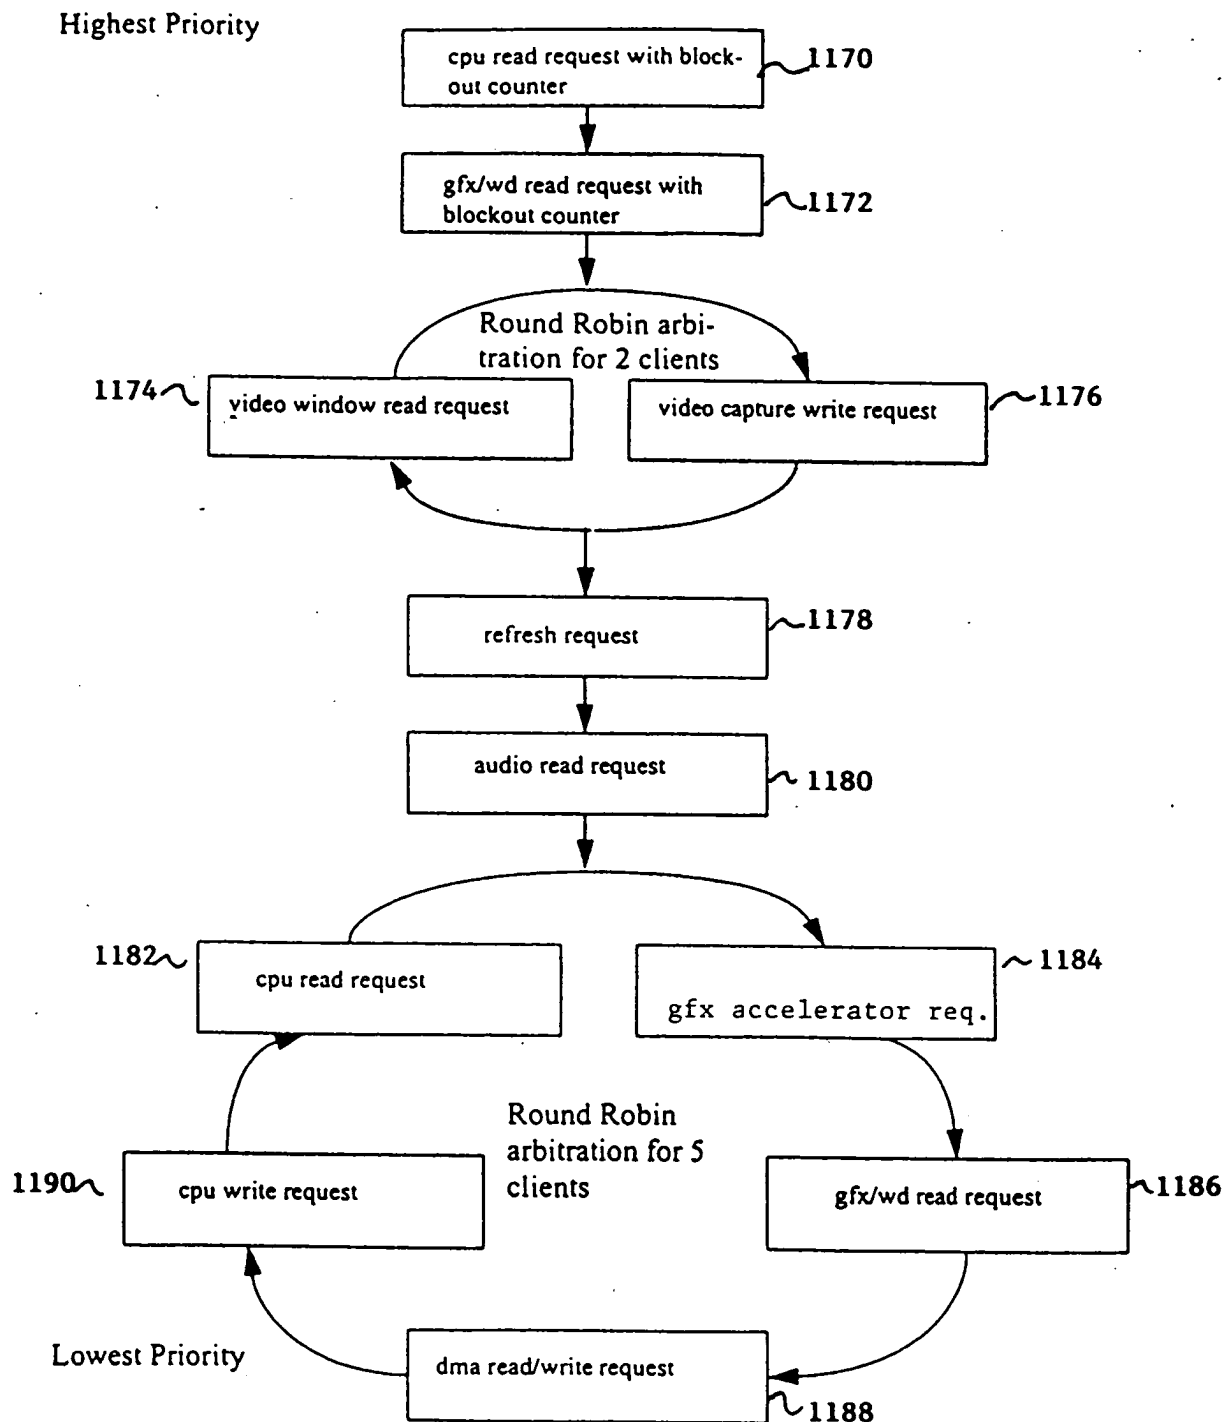 Highest Priority
cpu read request with block-
out counter
1170
gfx/wd read request with
blockout counter
1172
Round Robin arbi-
tration for 2 clients
1174
video window read request
video capture write request
1176
refresh request
1178
audio read request
1180
1182
cpu read request
gfx accelerator req.
1184
Round Robin
arbitration for 5
clients
1190
cpu write request
gfx/wd read request
1186
Lowest Priority
dma read/write request
1188